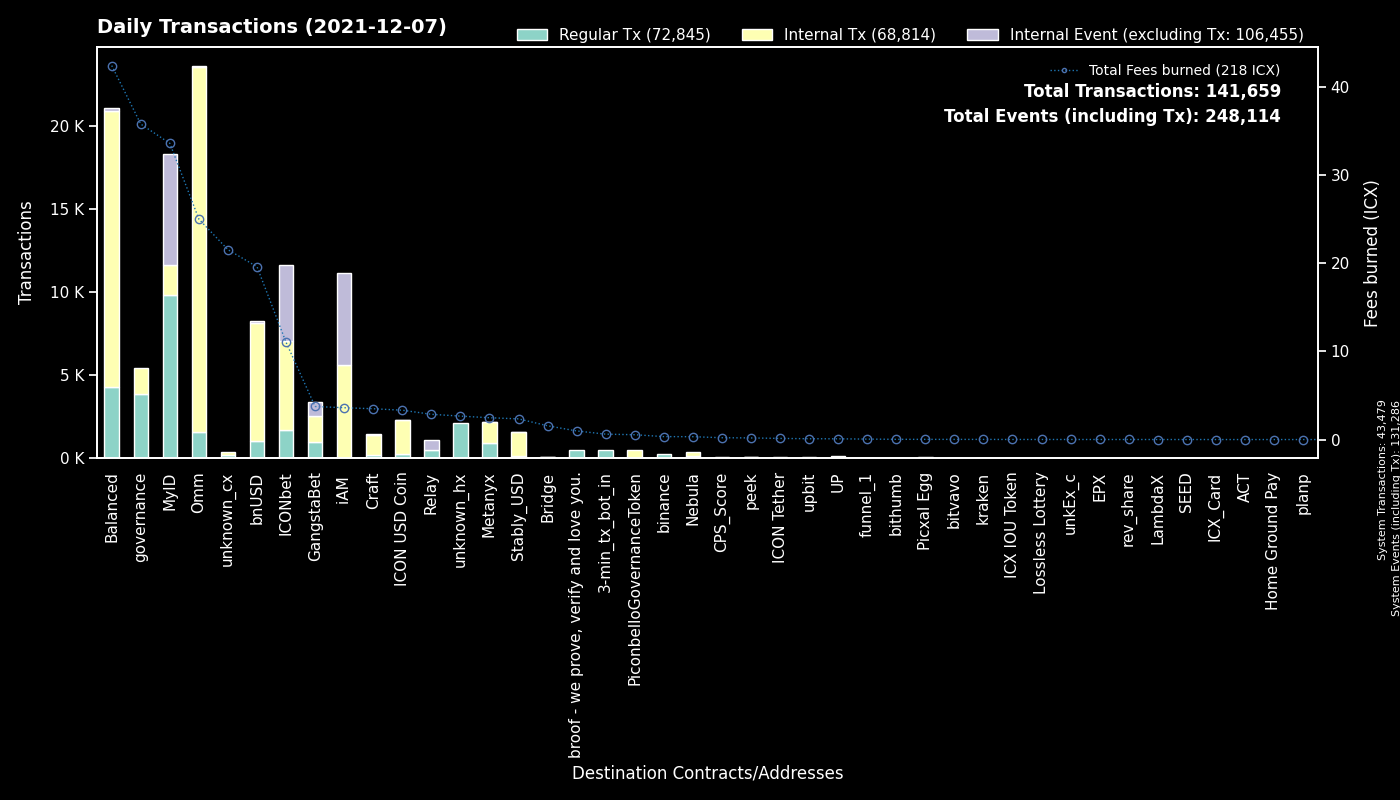 Daily Transactions (2021-12-07)
Regular Tx (72,845)
Internal Tx (68,814)
Internal Event (excluding Tx: 106,455)
Total Fees burned (218 ICX)
Total Transactions: 141,659
Total Events (including Tx): 248,114
Transactions
20 K
15 K
10 K
5 K
0 K
40
30
20
10
0
Fees burned (ICX)
System Transactions: 43,479
System Events (including Tx): 131,286
Balanced
governance
MyID
Omm
unknown_cx
bnUSD
ICONbet
GangstaBet
iAM
Craft
ICON USD Coin
Relay
unknown_hx
Metanyx
Stably_USD
Bridge
broof - we prove, verify and love you.
3-min_tx_bot_in
PiconbelloGovernanceToken
binance
Nebula
CPS_Score
peek
ICON Tether
upbit
UP
funnel_1
bithumb
Picxal Egg
bitvavo
kraken
ICX IOU Token
Lossless Lottery
unkEx_c
EPX
rev_share
LambdaX
SEED
ICX_Card
ACT
Home Ground Pay
planp
Destination Contracts/Addresses